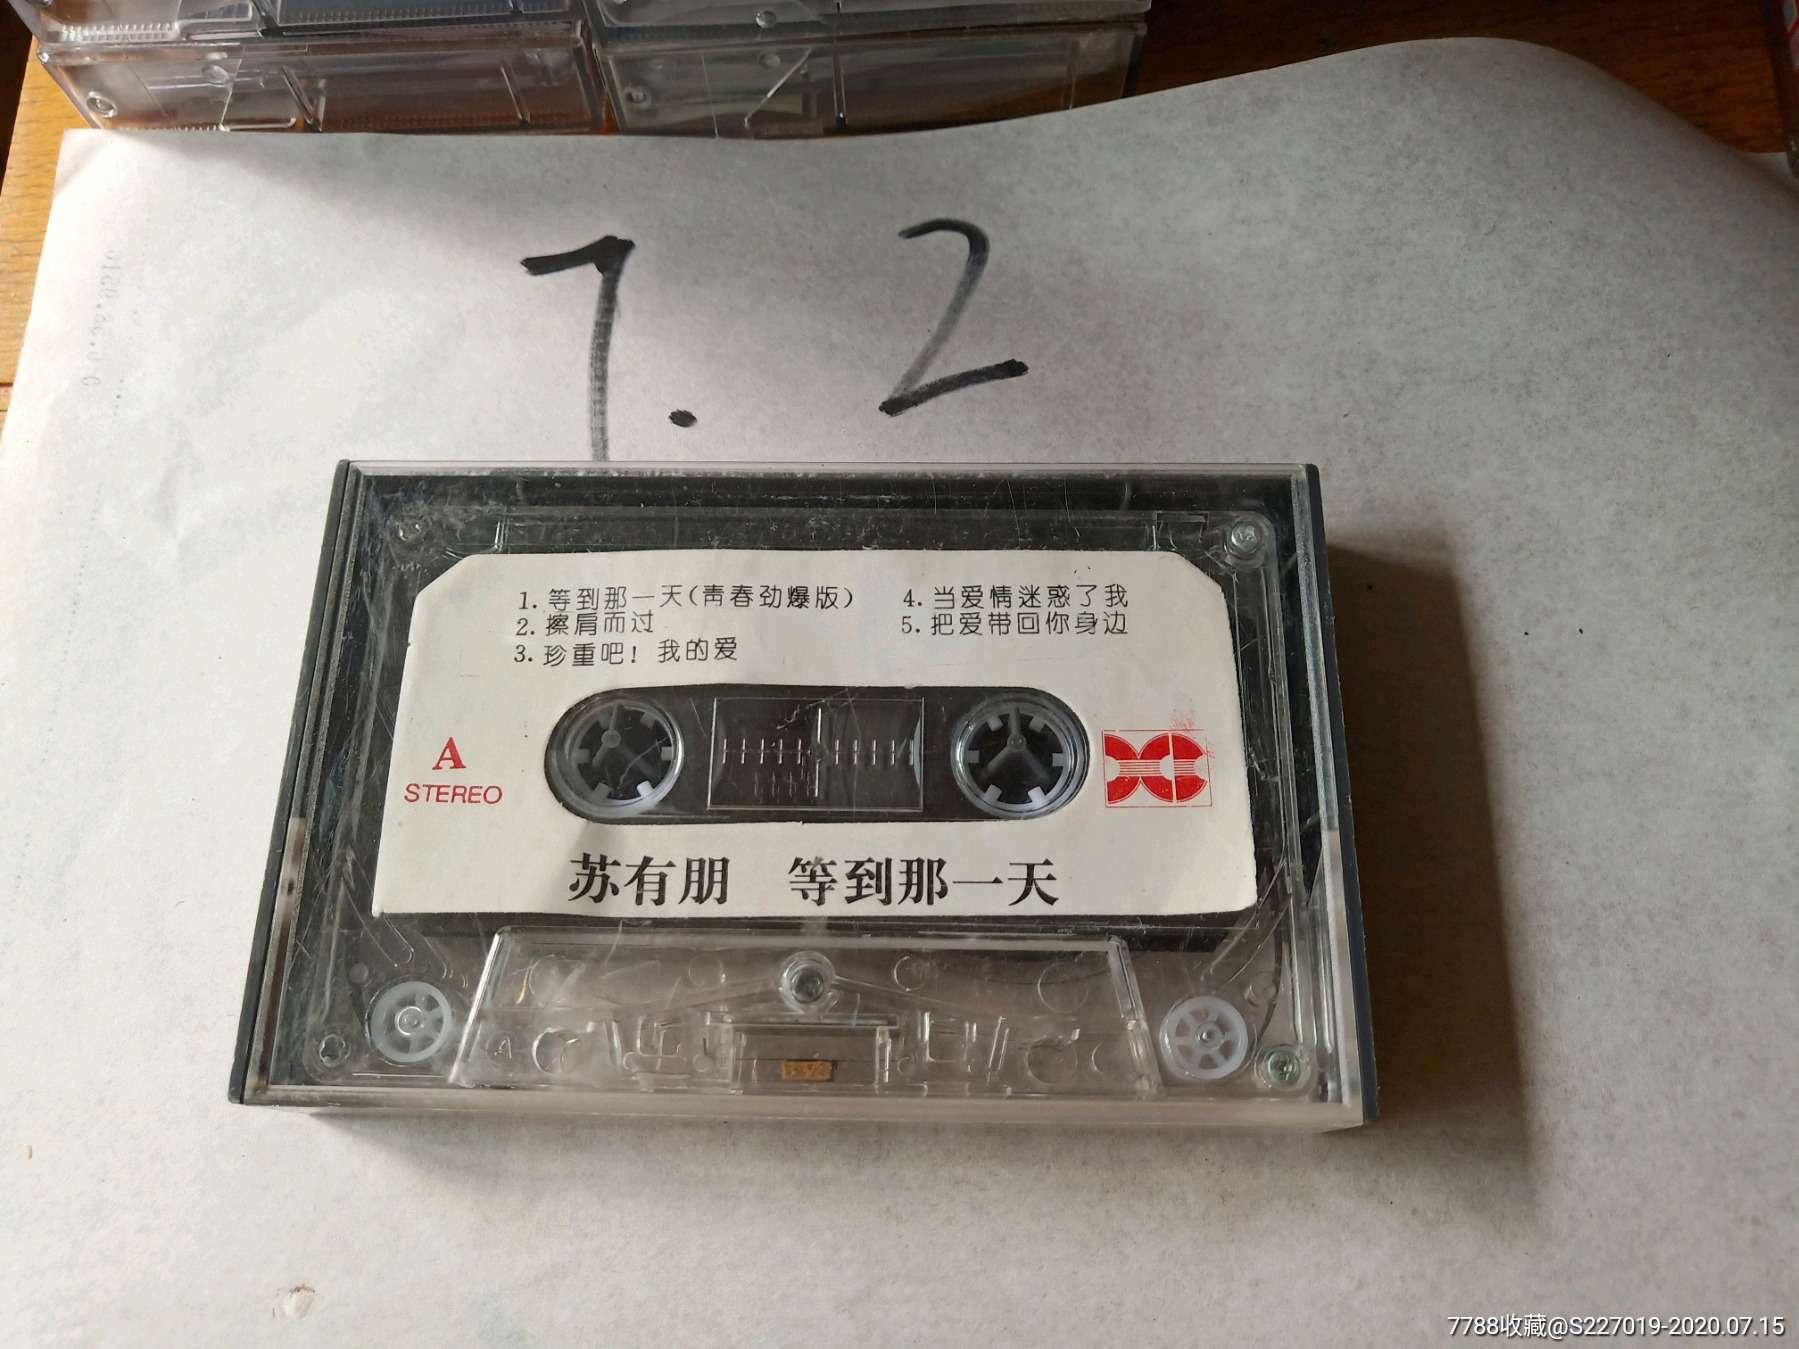 1. 2
1. 等到那一天(青春劲爆版)
2. 擦肩而过
3. 珍重吧! 我的爱
4. 当爱情迷惑了我
5. 把爱带回你身边
A
STEREO
苏有朋 等到那一天
7788收藏@S227019-2020.07.15